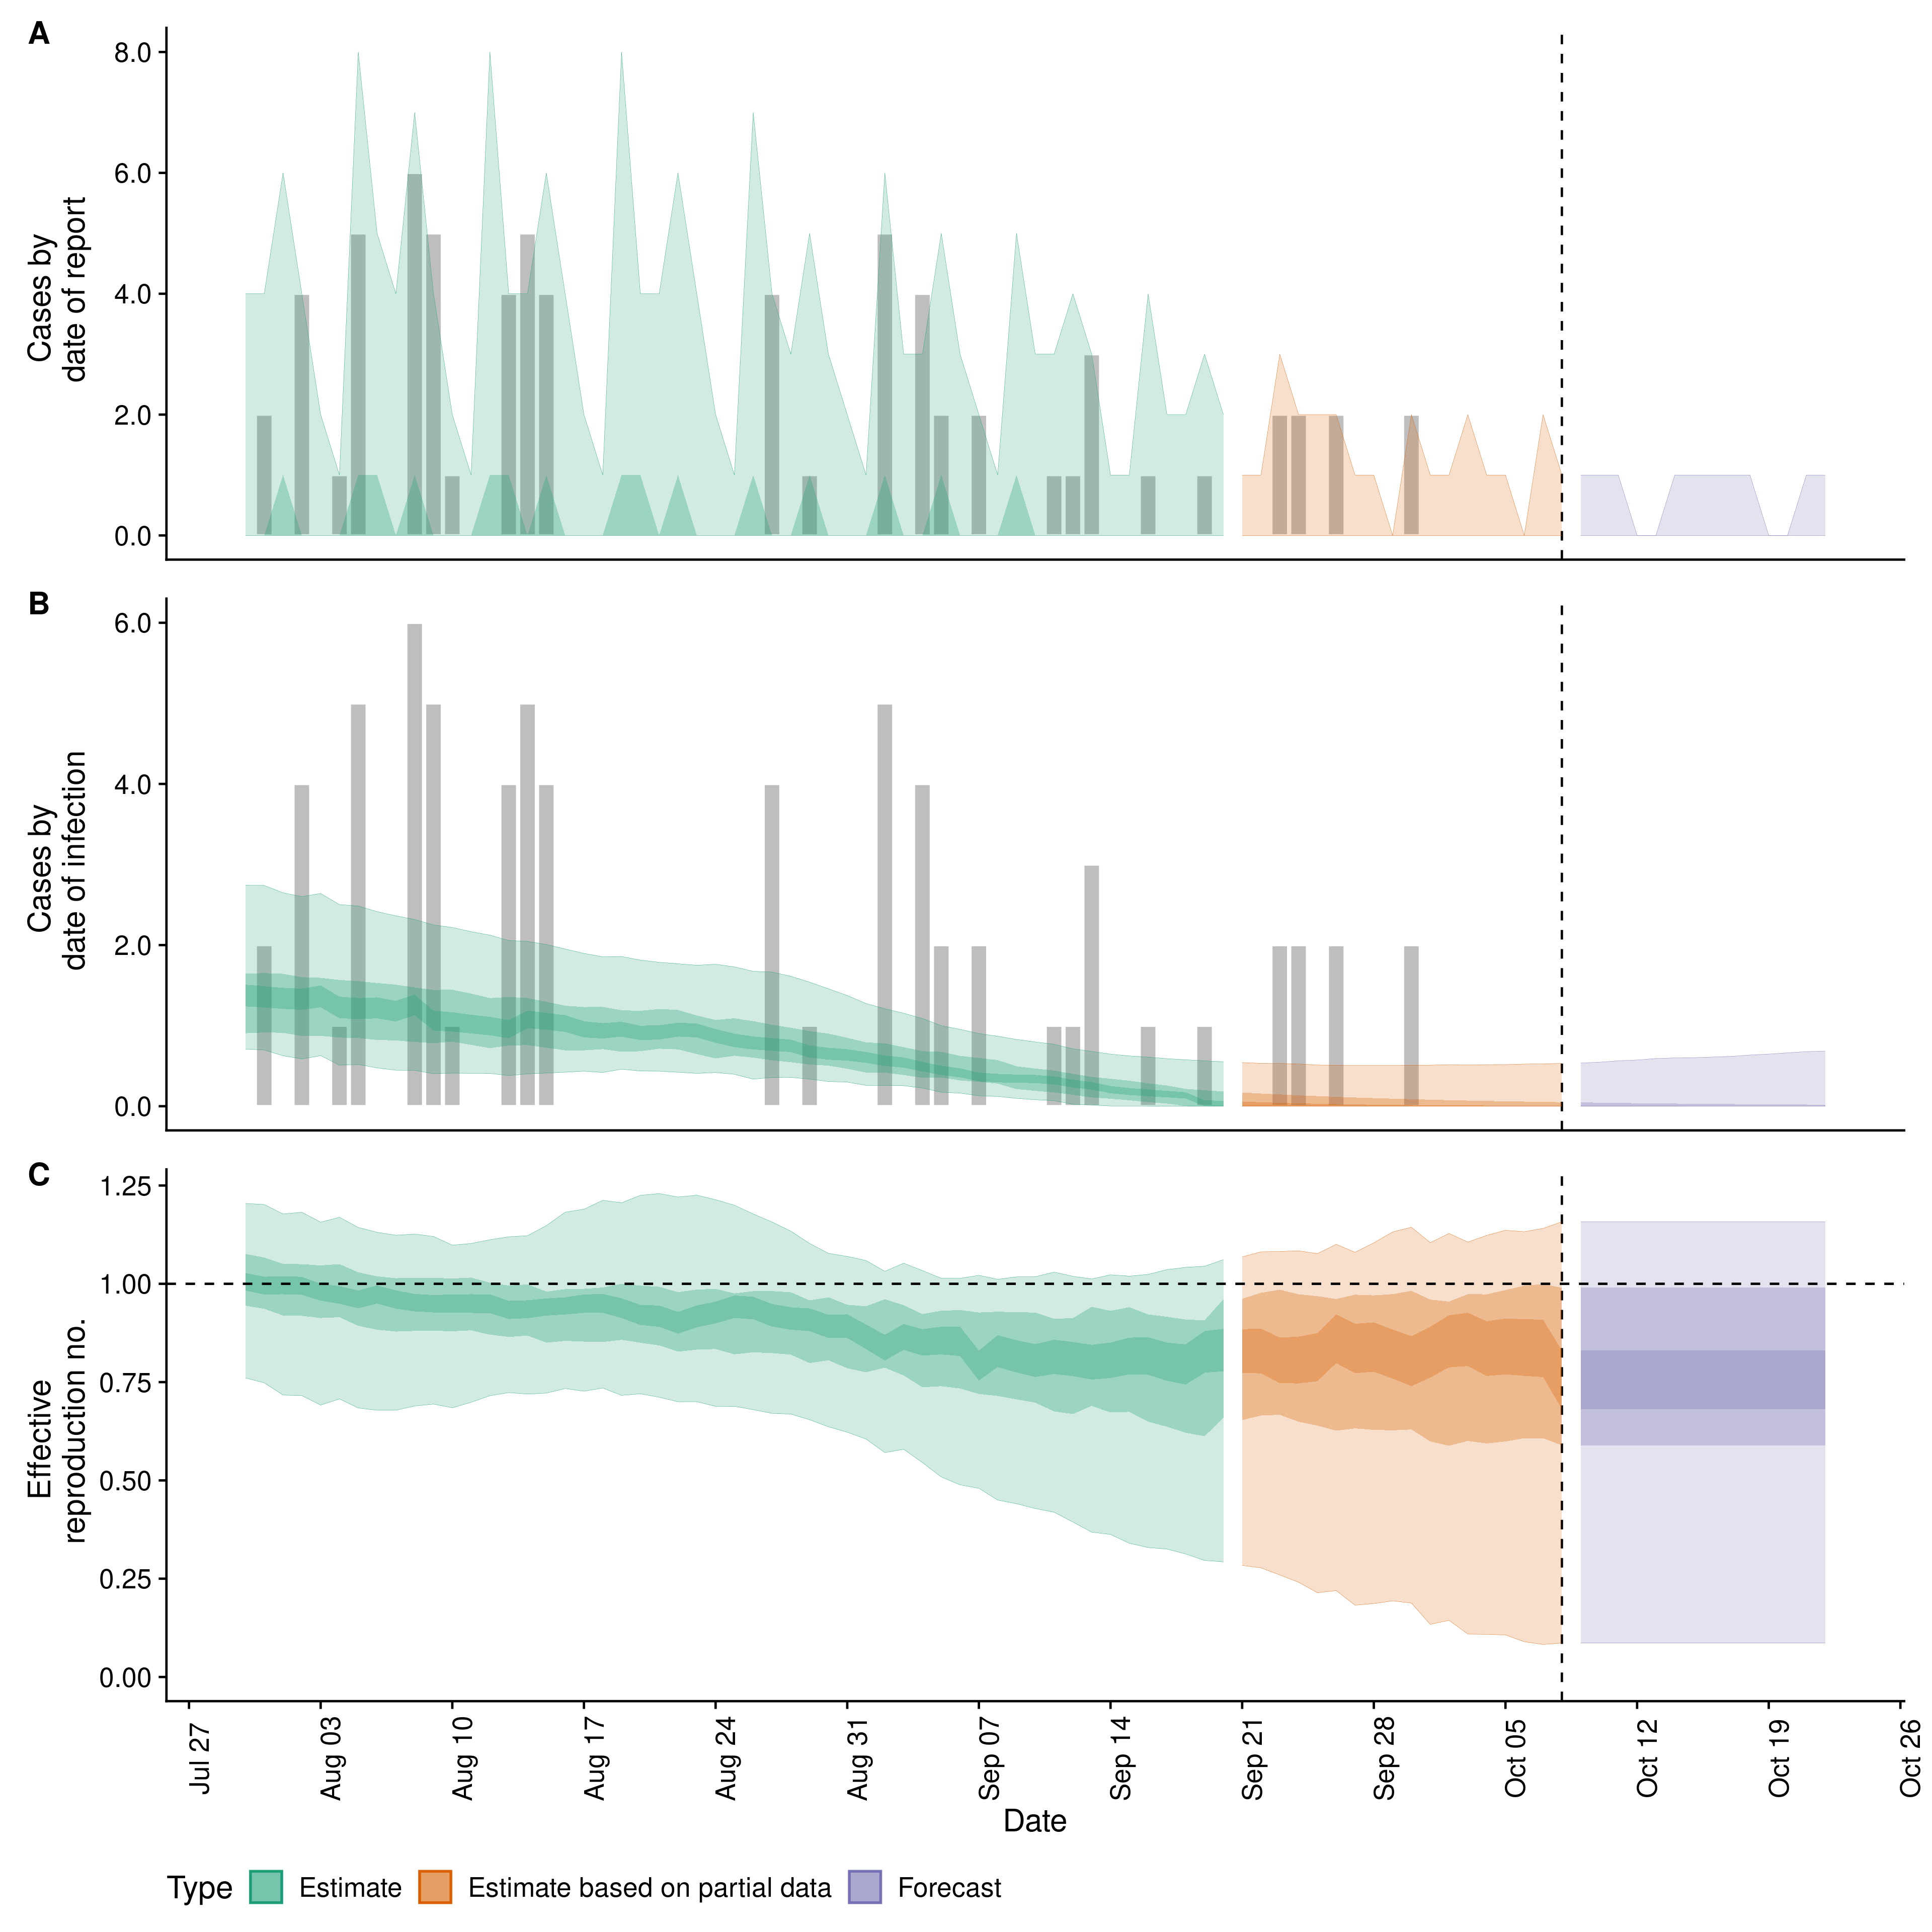 A
Cases by
date of report
8.0
6.0
4.0
2.0
0.0
B
Cases by
date of infection
6.0
4.0
2.0
0.0
C
Effective
reproduction no.
1.25
1.00
0.75
0.50
0.25
0.00
Jul 27
Aug 03
Aug 10
Aug 17
Aug 24
Aug 31
Sep 07
Sep 14
Sep 21
Sep 28
Oct 05
Oct 12
Oct 19
Oct 26
Date
Type Estimate Estimate based on partial data Forecast